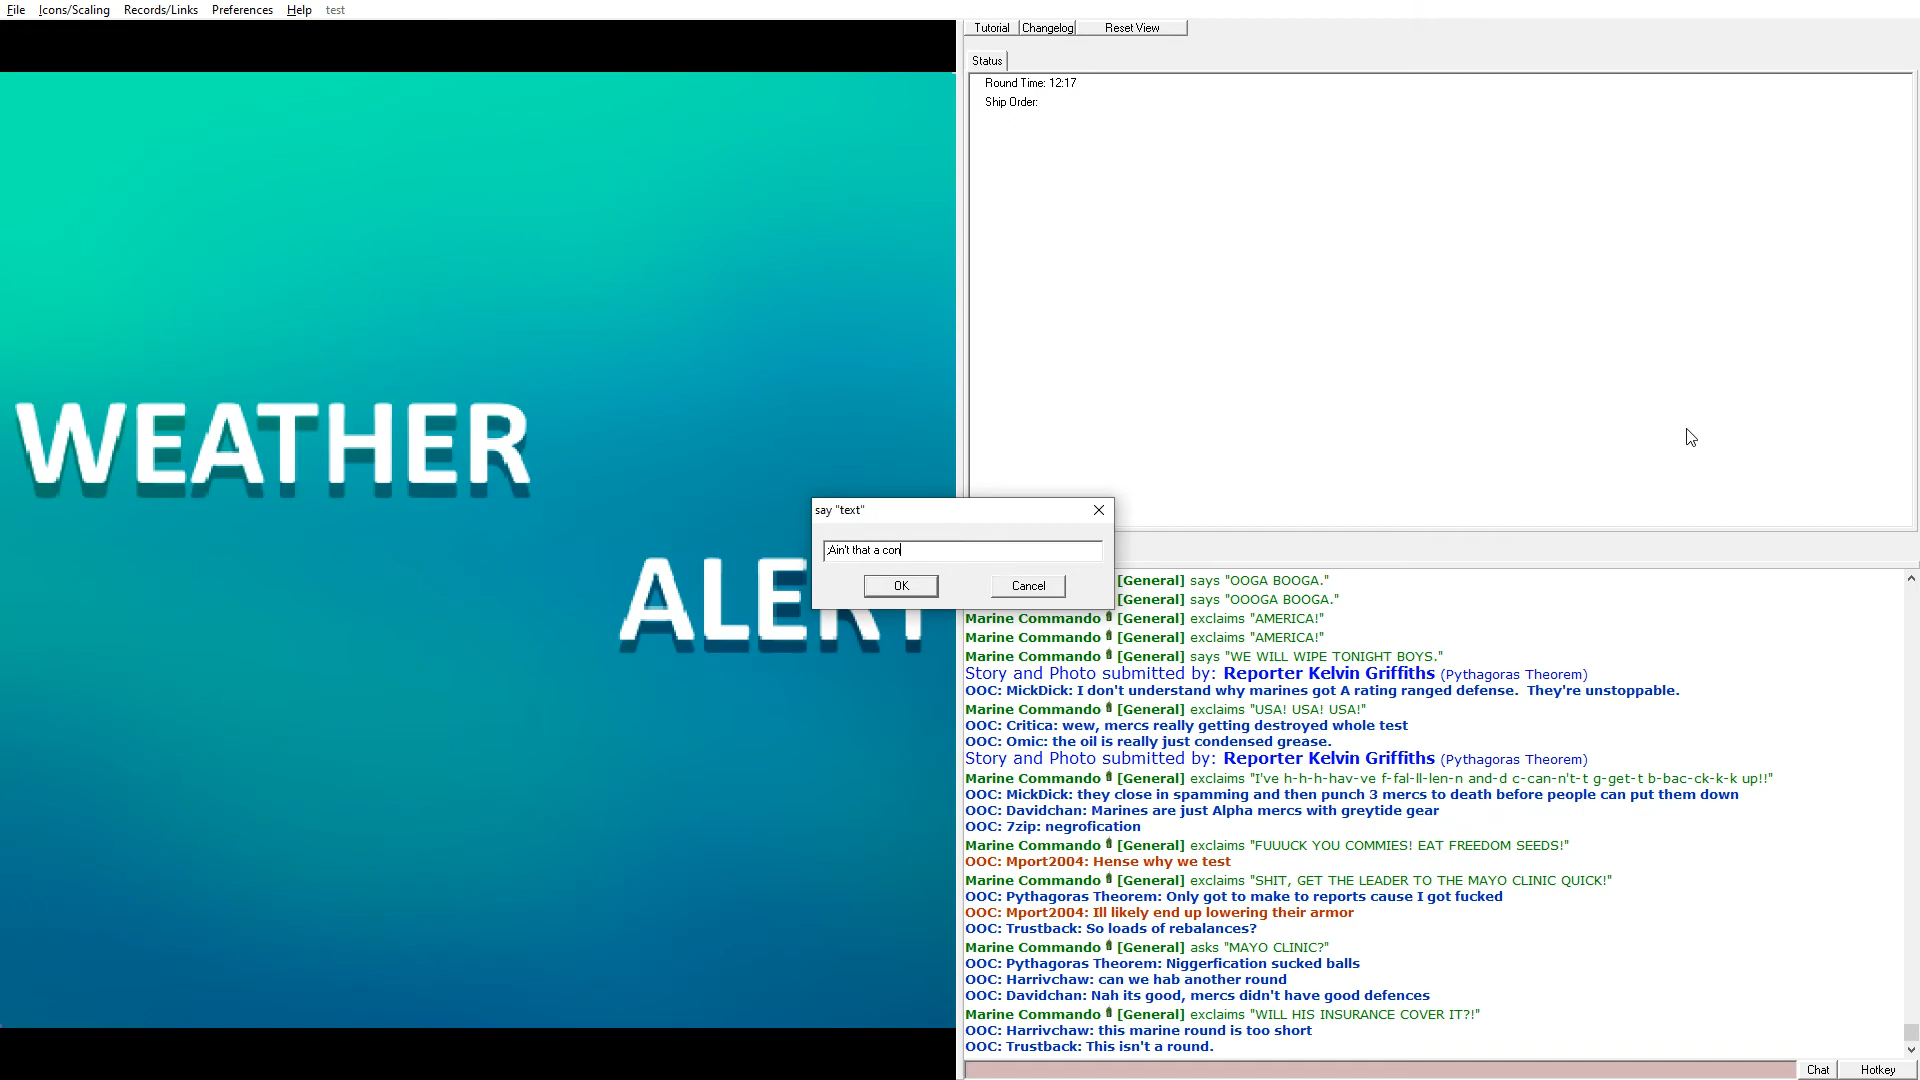 File Icons/Scaling Records/Links Preferences Help test
Tutorial Changelog Reset View
Status
Round Time: 12:17
Ship Order:
WEATHER
ALERT
say "text"
;Ain't that a con
OK Cancel
[General] says "OOGA BOOGA."
[General] says "OOOGA BOOGA."
Marine Commando [General] exclaims "AMERICA!"
Marine Commando [General] exclaims "AMERICA!"
Marine Commando [General] says "WE WILL WIPE TONIGHT BOYS."
Story and Photo submitted by: Reporter Kelvin Griffiths (Pythagoras Theorem)
OOC: MickDick: I don't understand why marines got A rating ranged defense. They're unstoppable.
Marine Commando [General] exclaims "USA! USA! USA!"
OOC: Critica: wew, mercs really getting destroyed whole test
OOC: Omic: the oil is really just condensed grease.
Story and Photo submitted by: Reporter Kelvin Griffiths (Pythagoras Theorem)
Marine Commando [General] exclaims "I've h-h-h-hav-ve f-fal-ll-len-n and-d c-can-n't-t g-get-t b-bac-ck-k-k up!!"
OOC: MickDick: they close in spamming and then punch 3 mercs to death before people can put them down
OOC: Davidchan: Marines are just Alpha mercs with greytide gear
OOC: 7zip: negrofication
Marine Commando [General] exclaims "FUUUCK YOU COMMIES! EAT FREEDOM SEEDS!"
OOC: Mport2004: Hense why we test
Marine Commando [General] exclaims "SHIT, GET THE LEADER TO THE MAYO CLINIC QUICK!"
OOC: Pythagoras Theorem: Only got to make to reports cause I got fucked
OOC: Mport2004: Ill likely end up lowering their armor
OOC: Trustback: So loads of rebalances?
Marine Commando [General] asks "MAYO CLINIC?"
OOC: Pythagoras Theorem: Niggerfication sucked balls
OOC: Harrivchaw: can we hab another round
OOC: Davidchan: Nah its good, mercs didn't have good defences
Marine Commando [General] exclaims "WILL HIS INSURANCE COVER IT?!"
OOC: Harrivchaw: this marine round is too short
OOC: Trustback: This isn't a round.
Chat Hotkey